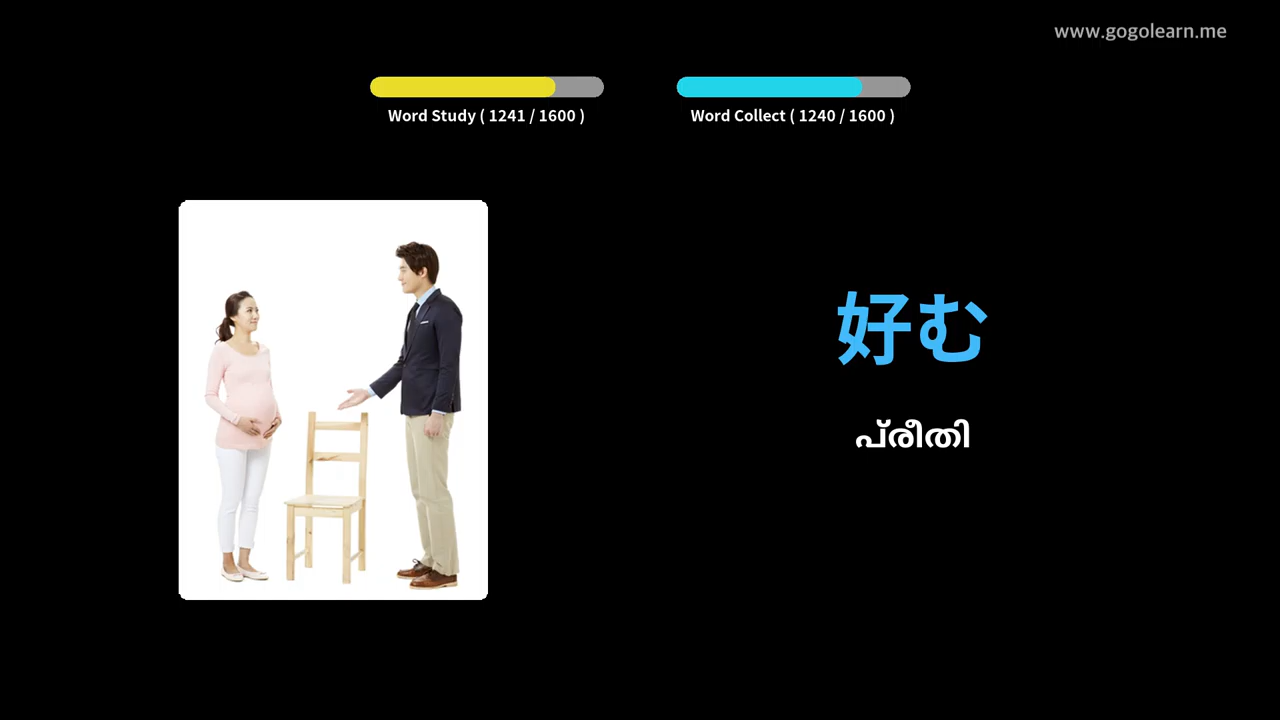 www.gogolearn.me
Word Study ( 1241 / 1600 )
Word Collect ( 1240 / 1600 )
好む
പ്രീതി